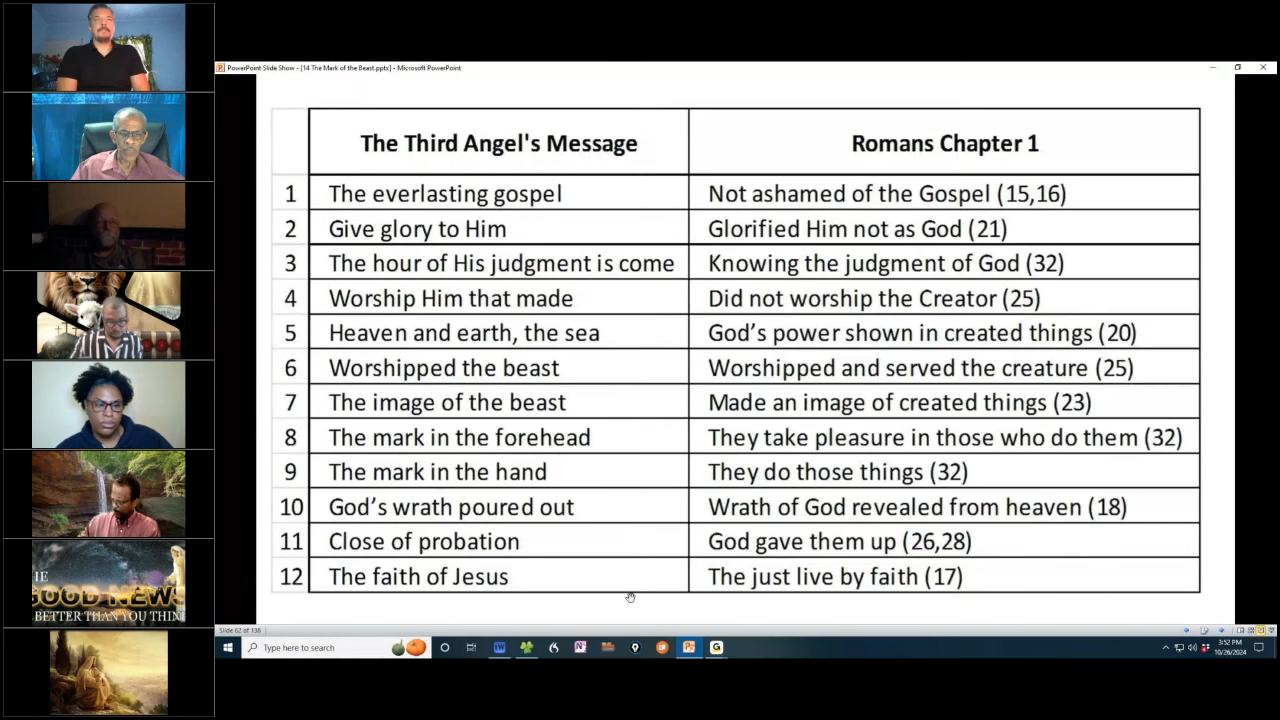 PowerPoint Slide Show - [14 The Mark of the Beast.pptx] - Microsoft PowerPoint
The Third Angel's Message Romans Chapter 1
1 The everlasting gospel Not ashamed of the Gospel (15,16)
2 Give glory to Him Glorified Him not as God (21)
3 The hour of His judgment is come Knowing the judgment of God (32)
4 Worship Him that made Did not worship the Creator (25)
5 Heaven and earth, the sea God's power shown in created things (20)
6 Worshipped the beast Worshipped and served the creature (25)
7 The image of the beast Made an image of created things (23)
8 The mark in the forehead They take pleasure in those who do them (32)
9 The mark in the hand They do those things (32)
10 God's wrath poured out Wrath of God revealed from heaven (18)
11 Close of probation God gave them up (26,28)
12 The faith of Jesus The just live by faith (17)
HE
GOOD NEWS
BETTER THAN YOU THIN
Slide 62 of 138
Type here to search
3:52 PM
10/26/2024